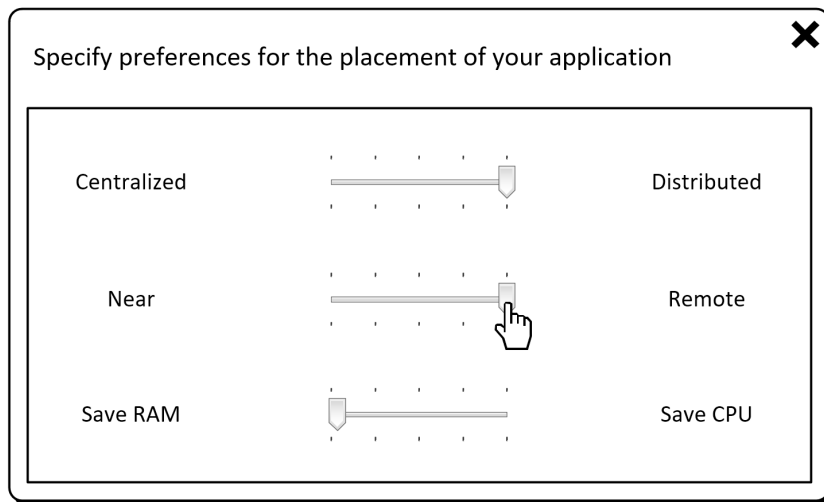 Specify preferences for the placement of your application
Centralized Distributed
Near Remote
Save RAM Save CPU